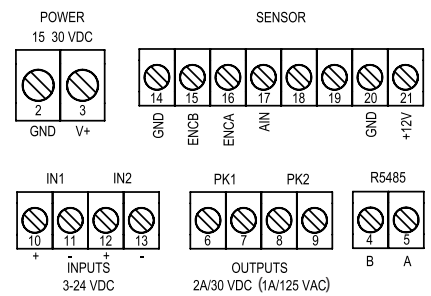 POWER
15 30 VDC
2 3
GND V+
SENSOR
14 15 16 17 18 19 20 21
GND ENCB ENCA AIN GND +12V
IN1 IN2
10 11 12 13
+ - + -
INPUTS
3-24 VDC
PK1 PK2
6 7 8 9
OUTPUTS
2A/30 VDC (1A/125 VAC)
R5485
4 5
B A